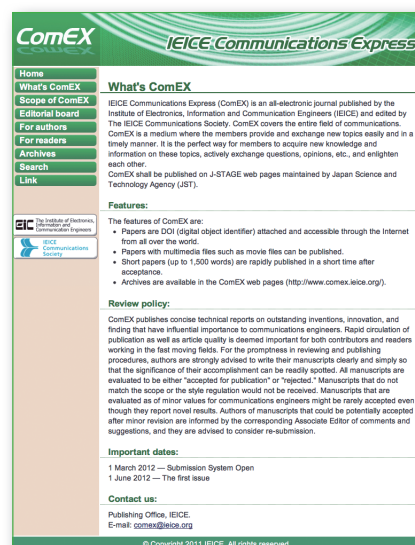 ComEX
IEICE Communications Express
Home
What's ComEX
Scope of ComEX
Editorial board
For authors
For readers
Archives
Search
Link
EIC The Institute of Electronics,
Information and
Communication Engineers
IEICE
Communications
Society
What's ComEX
IEICE Communications Express (ComEX) is an all-electronic journal published by the
Institute of Electronics, Information and Communication Engineers (IEICE) and edited by
The IEICE Communications Society. ComEX covers the entire field of communications.
ComEX is a medium where the members provide and exchange new topics easily and in a
timely manner. It is the perfect way for members to acquire new knowledge and
information on these topics, actively exchange questions, opinions, etc., and enlighten
each other.
ComEX shall be published on J-STAGE web pages maintained by Japan Science and
Technology Agency (JST).
Features:
The features of ComEX are:
• Papers are DOI (digital object identifier) attached and accessible through the Internet
from all over the world.
• Papers with multimedia files such as movie files can be published.
• Short papers (up to 1,500 words) are rapidly published in a short time after
acceptance.
• Archives are available in the ComEX web pages (http://www.comex.ieice.org/).
Review policy:
ComEX publishes concise technical reports on outstanding inventions, innovation, and
finding that have influential importance to communications engineers. Rapid circulation of
publication as well as article quality is deemed important for both contributors and readers
working in the fast moving fields. For the promptness in reviewing and publishing
procedures, authors are strongly advised to write their manuscripts clearly and simply so
that the significance of their accomplishment can be readily spotted. All manuscripts are
evaluated to be either "accepted for publication" or "rejected." Manuscripts that do not
match the scope or the style regulation would not be received. Manuscripts that are
evaluated as of minor values for communications engineers might be rarely accepted even
though they report novel results. Authors of manuscripts that could be potentially accepted
after minor revision are informed by the corresponding Associate Editor of comments and
suggestions, and they are advised to consider re-submission.
Important dates:
1 March 2012 — Submission System Open
1 June 2012 — The first issue
Contact us:
Publishing Office, IEICE.
E-mail: comex@ieice.org
© Copyright 2011 IEICE. All rights reserved.